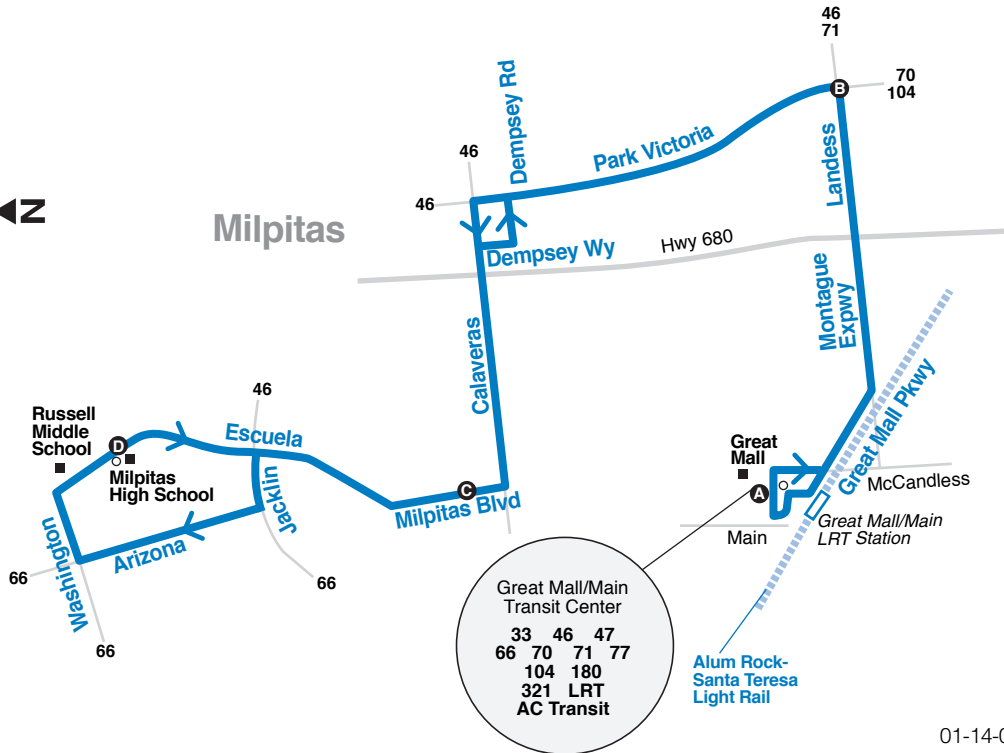 46
71
70
104
B
Dempsey Rd
Park Victoria
Landess
46
46
N
Milpitas
Dempsey Wy
Hwy 680
Montague
Expwy
Calaveras
Great Mall Pkwy
46
Russell
Middle
School
D
Escuela
Milpitas
High School
Jacklin
C
Milpitas Blvd
Great
Mall
A
McCandless
Main
Great Mall/Main
LRT Station
Washington
Arizona
66
66
66
Great Mall/Main
Transit Center
33 46 47
66 70 71 77
104 180
321 LRT
AC Transit
Alum Rock-
Santa Teresa
Light Rail